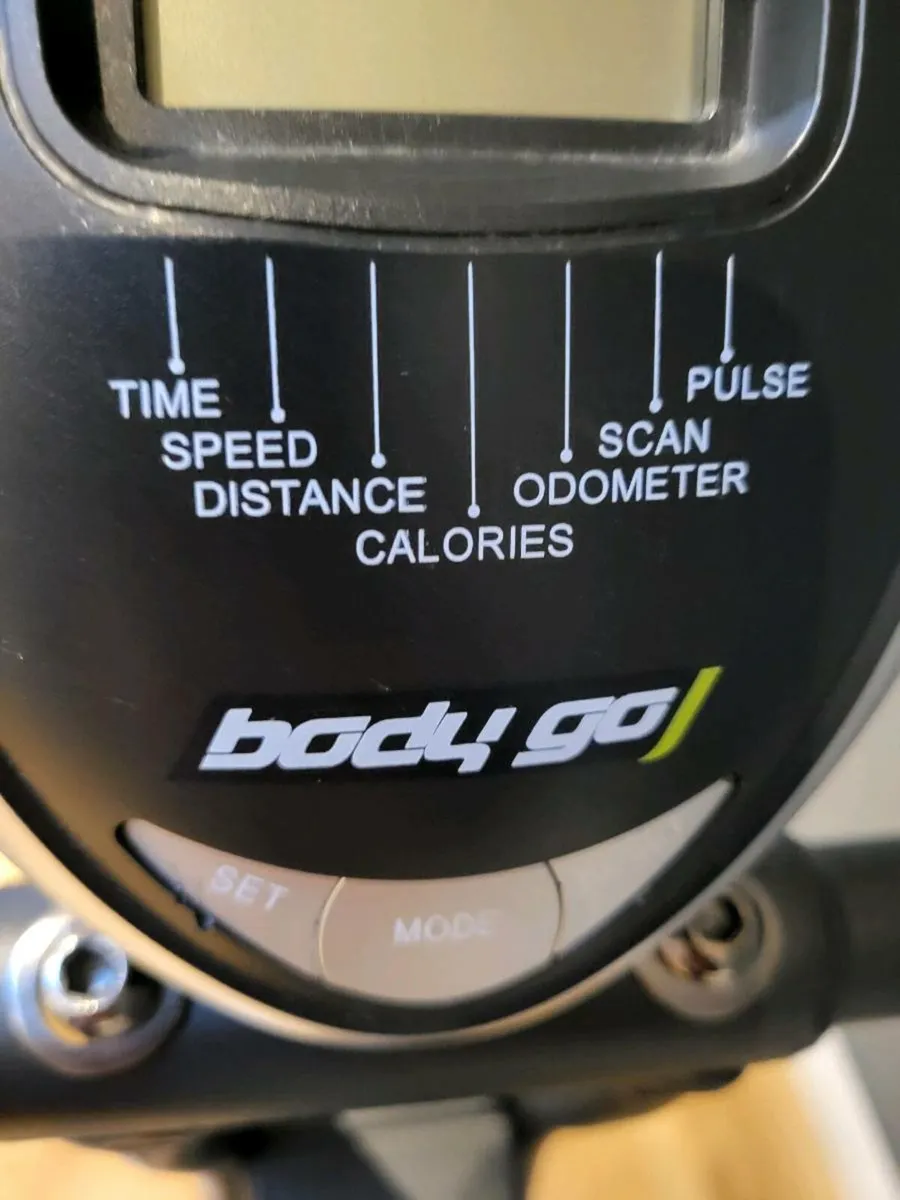 TIME
SPEED
DISTANCE
CALORIES
ODOMETER
SCAN
PULSE
body go
SET
MODE